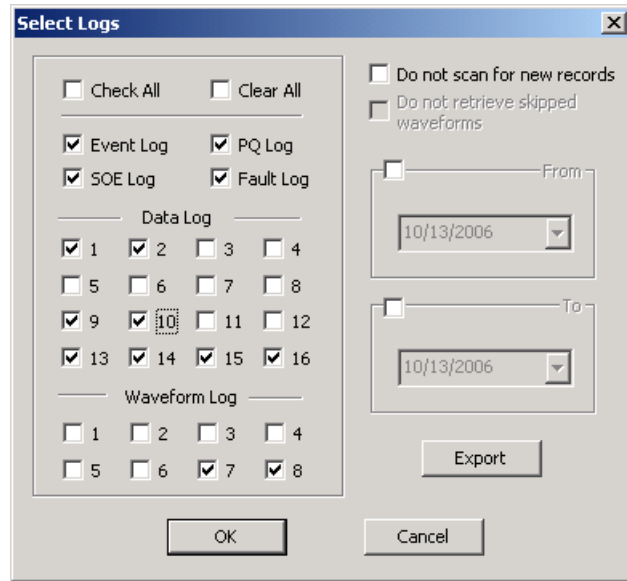 Select Logs
Check All Clear All
Event Log PQ Log
SOE Log Fault Log
Data Log
1 2 3 4
5 6 7 8
9 10 11 12
13 14 15 16
Waveform Log
1 2 3 4
5 6 7 8
Do not scan for new records
Do not retrieve skipped
waveforms
From
10/13/2006
To
10/13/2006
Export
OK Cancel